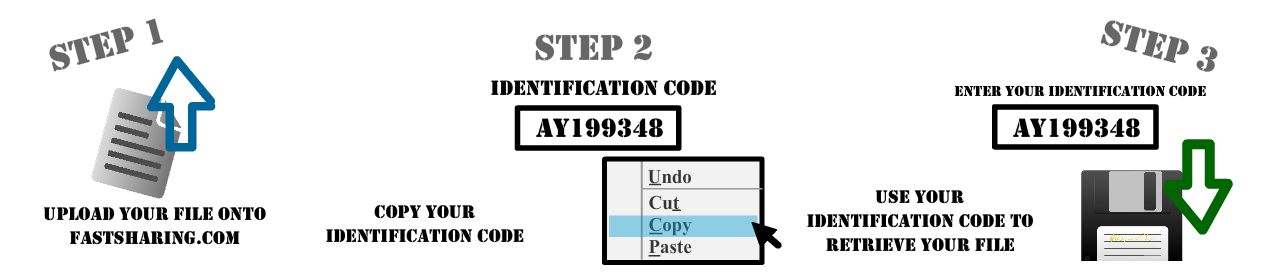 STEP 1
UPLOAD YOUR FILE ONTO
FASTSHARING.COM
STEP 2
IDENTIFICATION CODE
AY199348
COPY YOUR
IDENTIFICATION CODE
Undo
Cut
Copy
Paste
STEP 3
ENTER YOUR IDENTIFICATION CODE
AY199348
USE YOUR
IDENTIFICATION CODE TO
RETRIEVE YOUR FILE